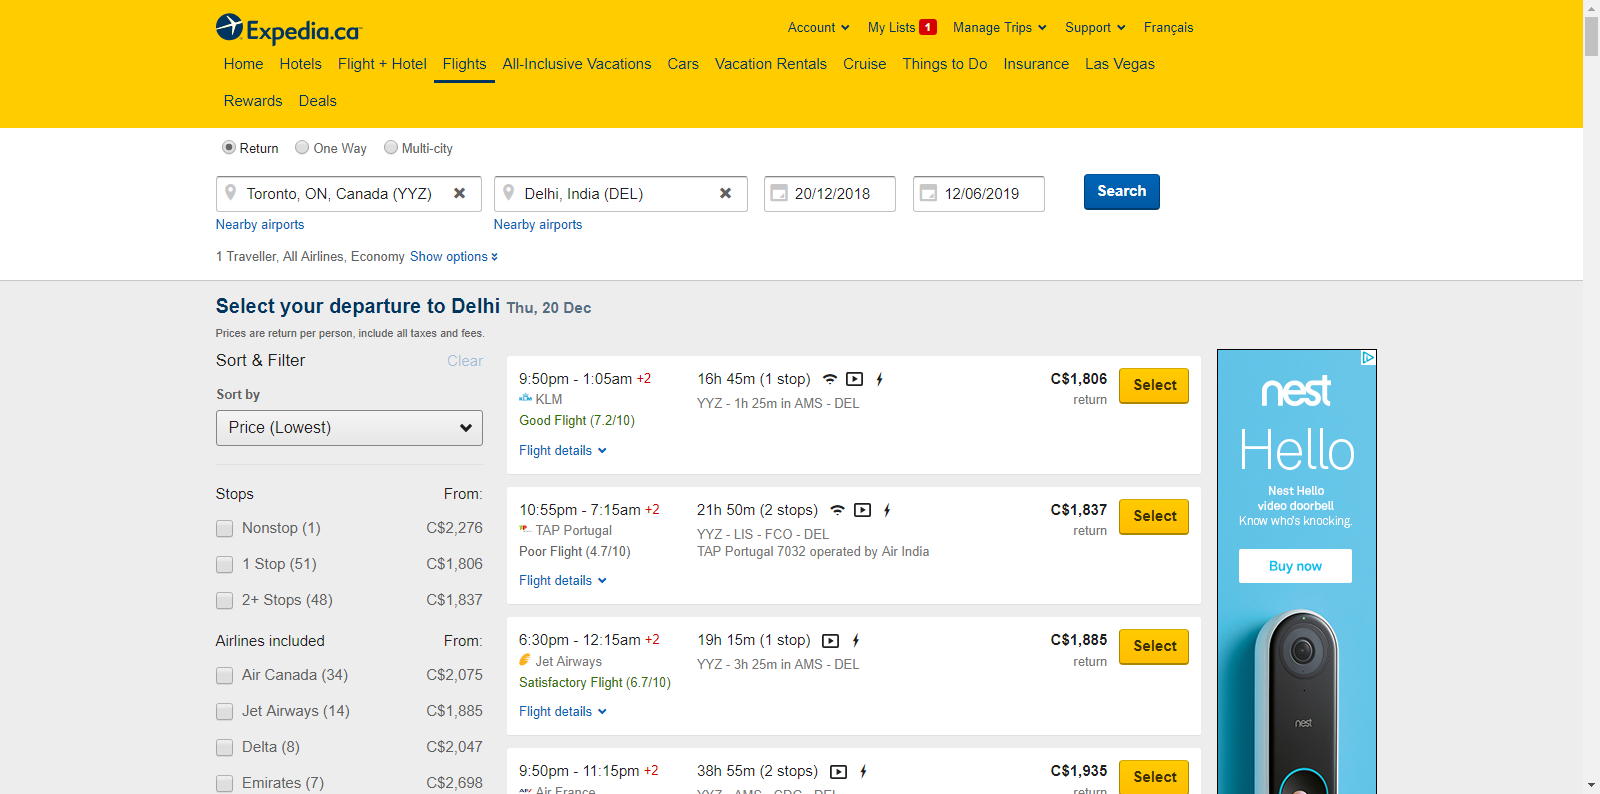 Expedia.ca
Account
My Lists 1
Manage Trips
Support
Français
Home
Hotels
Flight + Hotel
Flights
All-Inclusive Vacations
Cars
Vacation Rentals
Cruise
Things to Do
Insurance
Las Vegas
Rewards
Deals
Return
One Way
Multi-city
Toronto, ON, Canada (YYZ)
Delhi, India (DEL)
20/12/2018
12/06/2019
Search
Nearby airports
Nearby airports
1 Traveller, All Airlines, Economy Show options
Select your departure to Delhi Thu, 20 Dec
Prices are return per person, include all taxes and fees.
Sort & Filter
Clear
Sort by
Price (Lowest)
Stops From:
Nonstop (1) C$2,276
1 Stop (51) C$1,806
2+ Stops (48) C$1,837
Airlines included From:
Air Canada (34) C$2,075
Jet Airways (14) C$1,885
Delta (8) C$2,047
Emirates (7) C$2,698
9:50pm - 1:05am +2
KLM
Good Flight (7.2/10)
Flight details
16h 45m (1 stop)
YYZ - 1h 25m in AMS - DEL
C$1,806
return
Select
10:55pm - 7:15am +2
TAP Portugal
Poor Flight (4.7/10)
Flight details
21h 50m (2 stops)
YYZ - LIS - FCO - DEL
TAP Portugal 7032 operated by Air India
C$1,837
return
Select
6:30pm - 12:15am +2
Jet Airways
Satisfactory Flight (6.7/10)
Flight details
19h 15m (1 stop)
YYZ - 3h 25m in AMS - DEL
C$1,885
return
Select
9:50pm - 11:15pm +2
Air France
38h 55m (2 stops)
YYZ - AMS - CDG - DEL
C$1,935
return
Select
nest
Hello
Nest Hello
video doorbell
Know who's knocking.
Buy now
nest